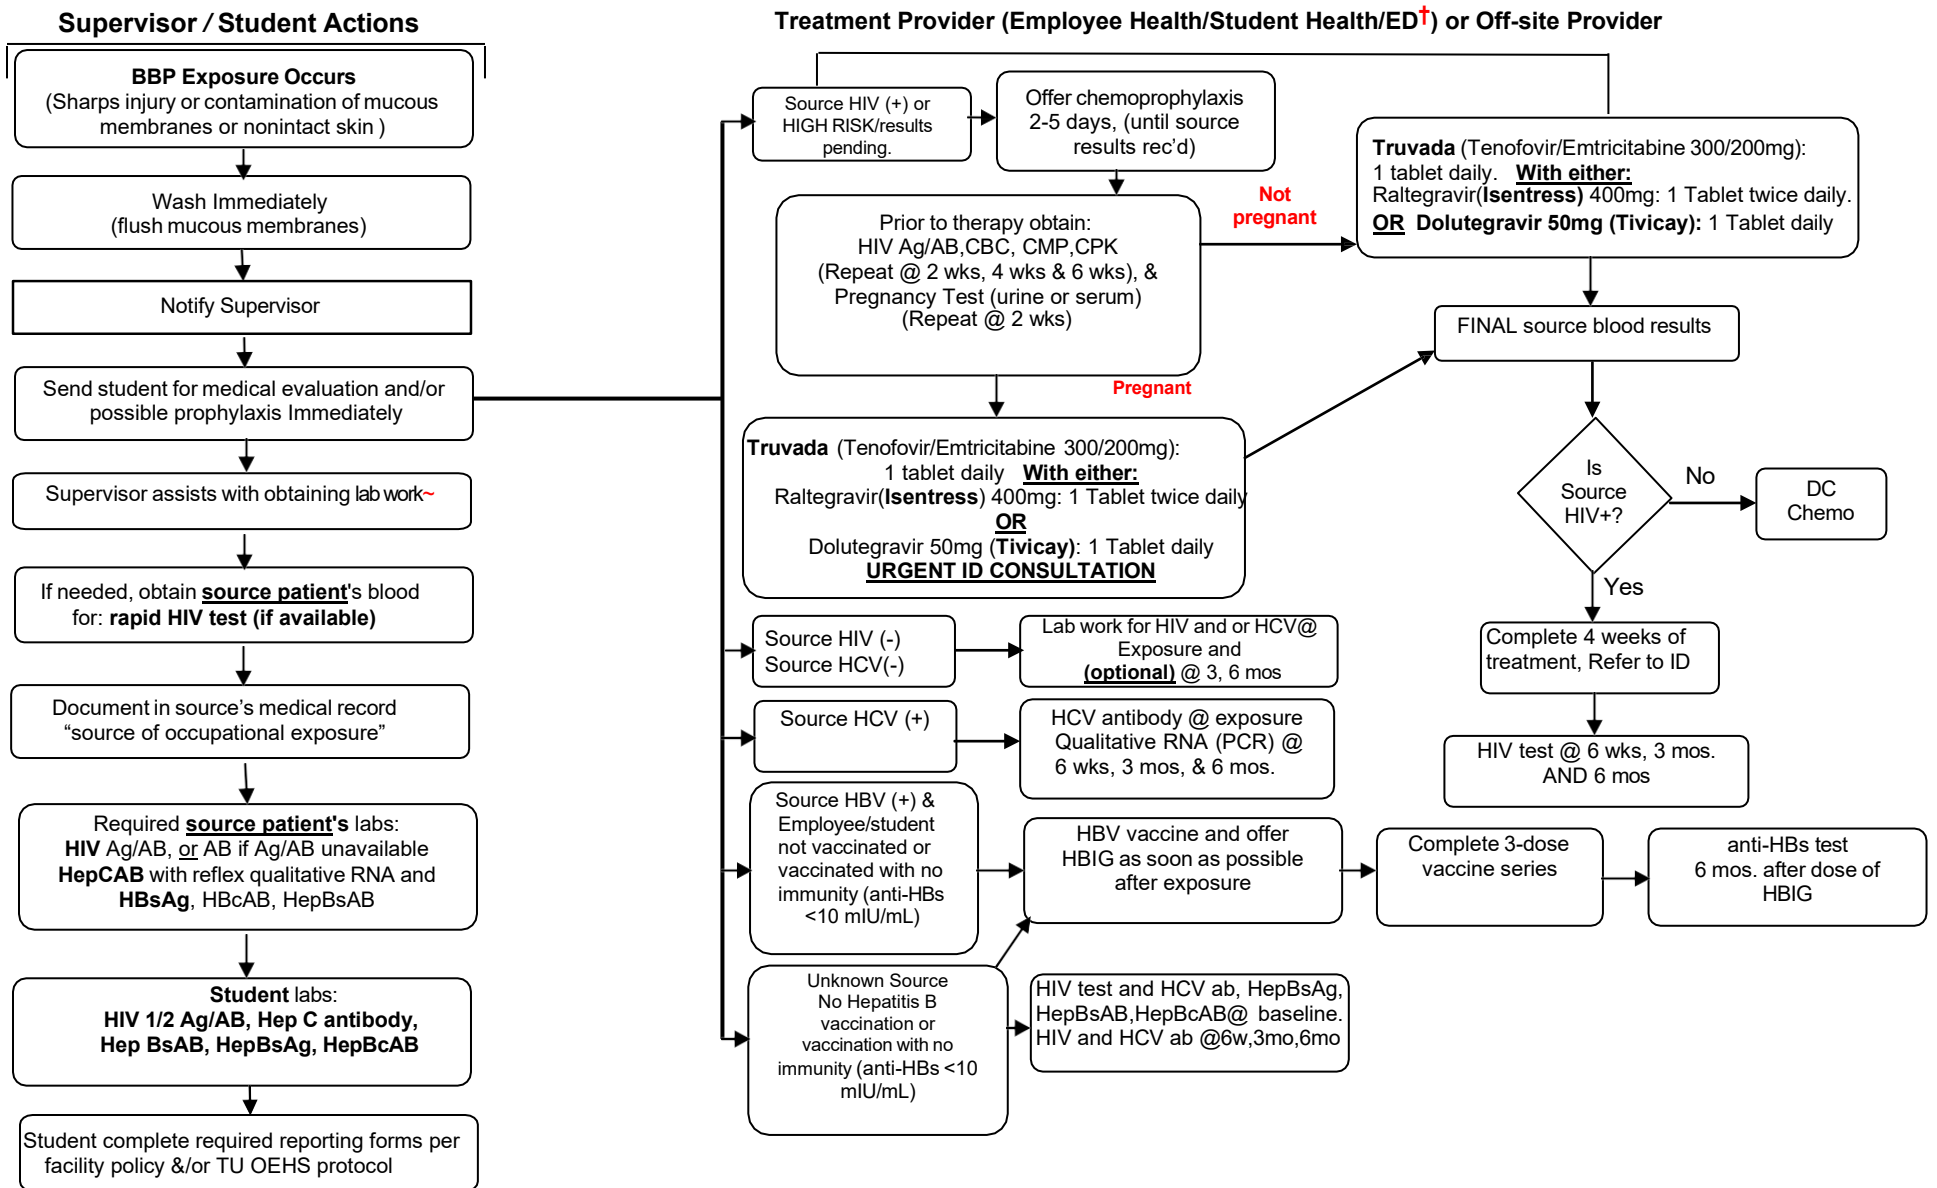 Supervisor / Student Actions
BBP Exposure Occurs
(Sharps injury or contamination of mucous
membranes or nonintact skin )
Wash Immediately
(flush mucous membranes)
Notify Supervisor
Send student for medical evaluation and/or
possible prophylaxis Immediately
Supervisor assists with obtaining lab work~
If needed, obtain source patient's blood
for: rapid HIV test (if available)
Document in source's medical record
“source of occupational exposure”
Required source patient's labs:
HIV Ag/AB, or AB if Ag/AB unavailable
HepCAB with reflex qualitative RNA and
HBsAg, HBcAB, HepBsAB
Student labs:
HIV 1/2 Ag/AB, Hep C antibody,
Hep BsAB, HepBsAg, HepBcAB
Student complete required reporting forms per
facility policy &/or TU OEHS protocol
Treatment Provider (Employee Health/Student Health/ED†) or Off-site Provider
Source HIV (+) or
HIGH RISK/results
pending.
Offer chemoprophylaxis
2-5 days, (until source
results rec’d)
Prior to therapy obtain:
HIV Ag/AB,CBC, CMP,CPK
(Repeat @ 2 wks, 4 wks & 6 wks), &
Pregnancy Test (urine or serum)
(Repeat @ 2 wks)
Not
pregnant
Truvada (Tenofovir/Emtricitabine 300/200mg):
1 tablet daily. With either:
Raltegravir(Isentress) 400mg: 1 Tablet twice daily.
OR Dolutegravir 50mg (Tivicay): 1 Tablet daily
Pregnant
Truvada (Tenofovir/Emtricitabine 300/200mg):
1 tablet daily With either:
Raltegravir(Isentress) 400mg: 1 Tablet twice daily
OR
Dolutegravir 50mg (Tivicay): 1 Tablet daily
URGENT ID CONSULTATION
FINAL source blood results
Is
Source
HIV+?
No
DC
Chemo
Yes
Complete 4 weeks of
treatment, Refer to ID
HIV test @ 6 wks, 3 mos.
AND 6 mos
Source HIV (-)
Source HCV(-)
Lab work for HIV and or HCV@
Exposure and
(optional) @ 3, 6 mos
Source HCV (+)
HCV antibody @ exposure
Qualitative RNA (PCR) @
6 wks, 3 mos, & 6 mos.
Source HBV (+) &
Employee/student
not vaccinated or
vaccinated with no
immunity (anti-HBs
<10 mIU/mL)
HBV vaccine and offer
HBIG as soon as possible
after exposure
Complete 3-dose
vaccine series
anti-HBs test
6 mos. after dose of
HBIG
Unknown Source
No Hepatitis B
vaccination or
vaccination with no
immunity (anti-HBs <10
mIU/mL)
HIV test and HCV ab, HepBsAg,
HepBsAB,HepBcAB@ baseline.
HIV and HCV ab @6w,3mo,6mo